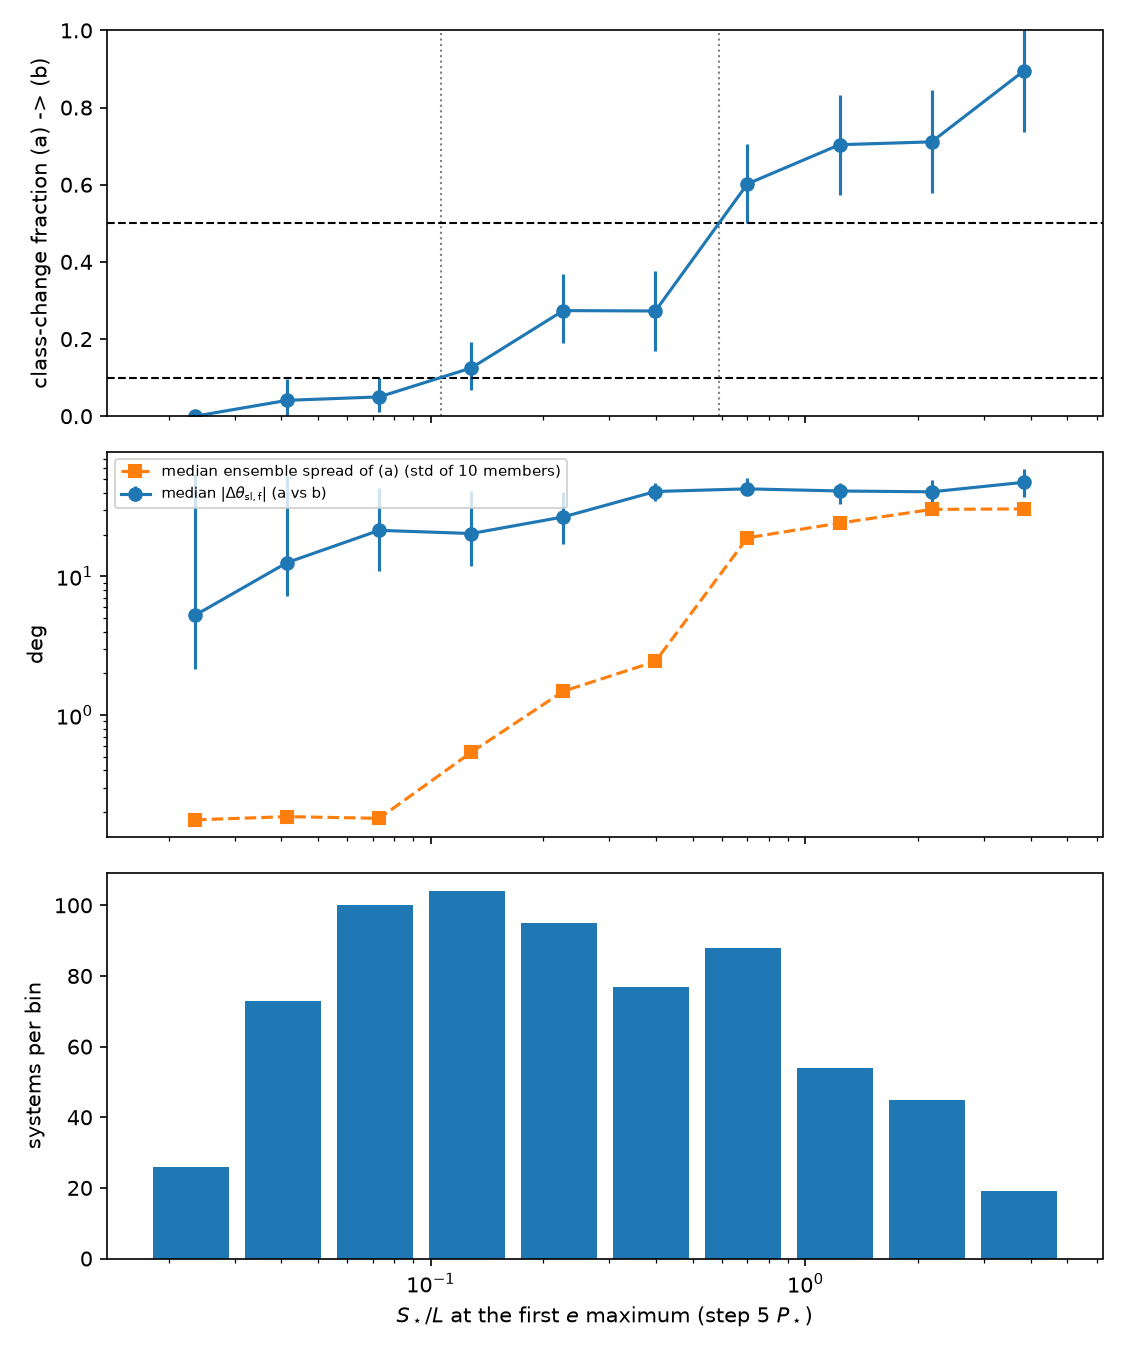 class-change fraction (a) -> (b)
1.0
0.8
0.6
0.4
0.2
0.0
deg
10¹
10⁰
median ensemble spread of (a) (std of 10 members)
median |Δθ_sl,f| (a vs b)
systems per bin
100
80
60
40
20
0
10⁻¹
10⁰
S⋆/L at the first e maximum (step 5 P⋆)